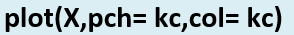 plot(X,pch= kc,col= kc)